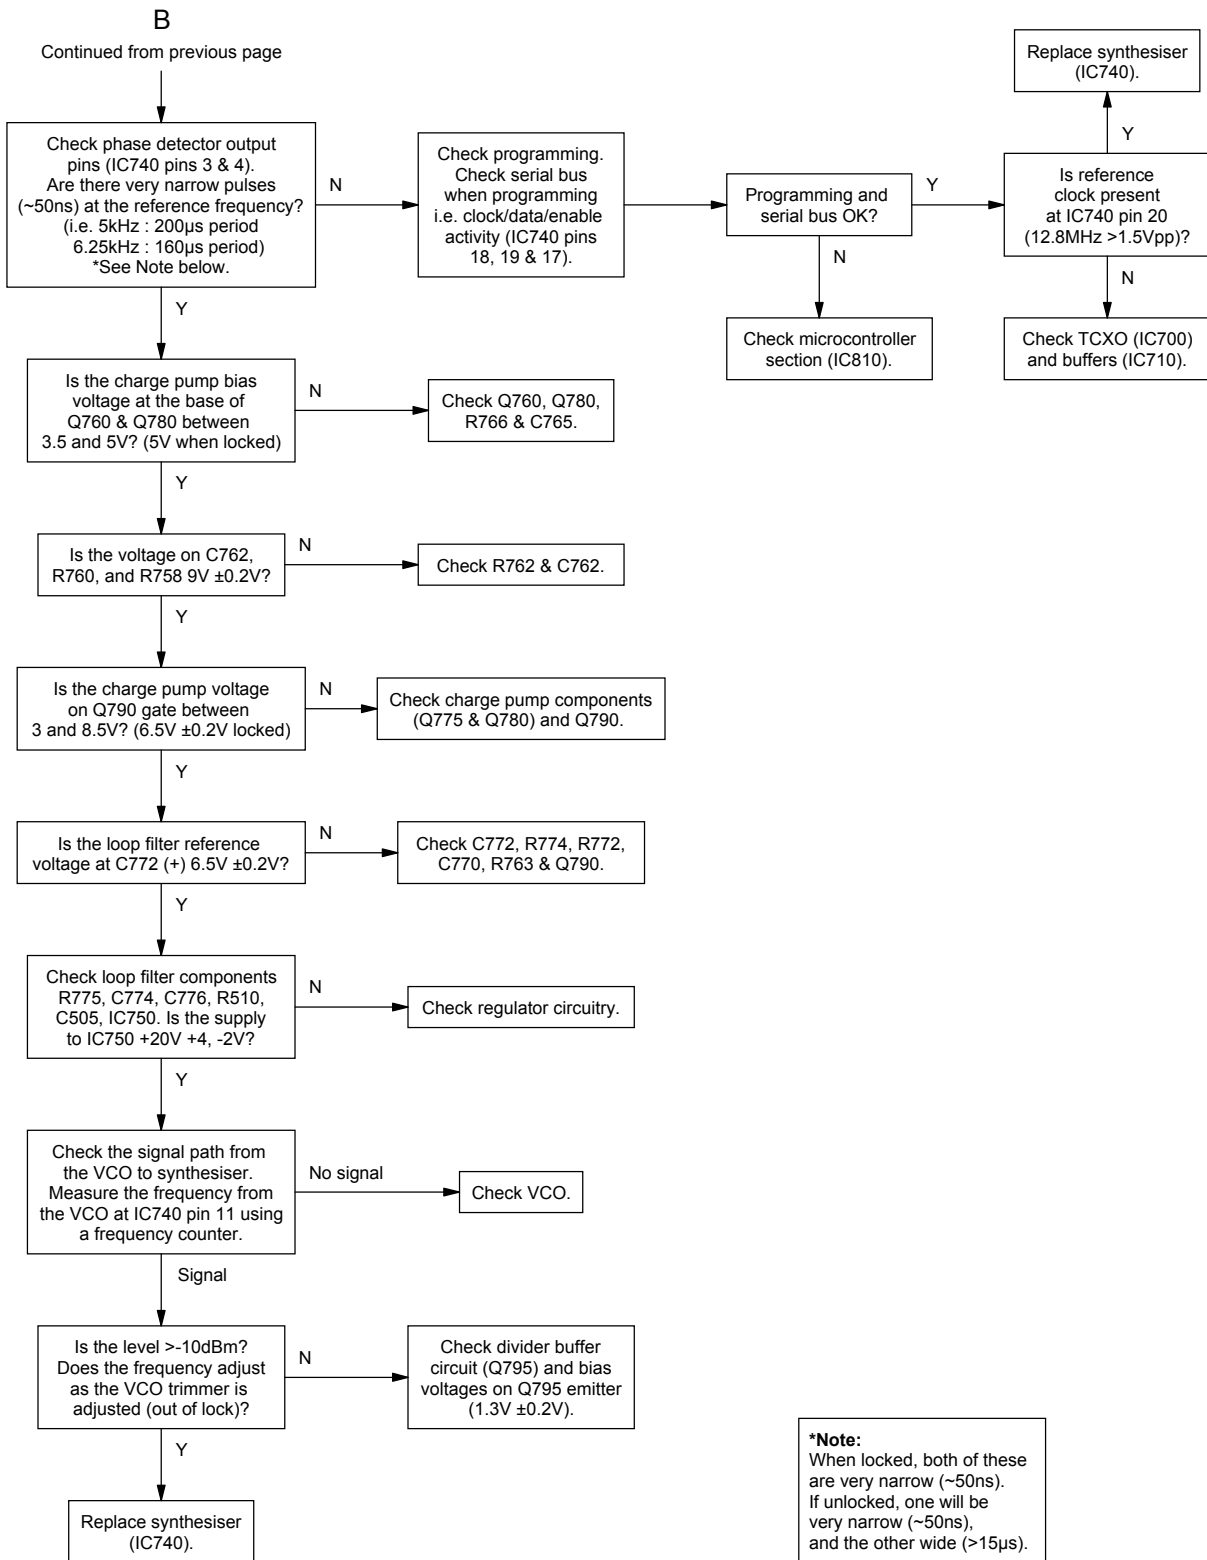 B
Continued from previous page
Check phase detector output
pins (IC740 pins 3 & 4).
Are there very narrow pulses
(~50ns) at the reference frequency?
(i.e. 5kHz : 200µs period
6.25kHz : 160µs period)
*See Note below.
N
Check programming.
Check serial bus
when programming
i.e. clock/data/enable
activity (IC740 pins
18, 19 & 17).
Programming and
serial bus OK?
Y
Is reference
clock present
at IC740 pin 20
(12.8MHz >1.5Vpp)?
Y
Replace synthesiser
(IC740).
N
Check microcontroller
section (IC810).
N
Check TCXO (IC700)
and buffers (IC710).
Y
Is the charge pump bias
voltage at the base of
Q760 & Q780 between
3.5 and 5V? (5V when locked)
N
Check Q760, Q780,
R766 & C765.
Y
Is the voltage on C762,
R760, and R758 9V ±0.2V?
N
Check R762 & C762.
Y
Is the charge pump voltage
on Q790 gate between
3 and 8.5V? (6.5V ±0.2V locked)
N
Check charge pump components
(Q775 & Q780) and Q790.
Y
Is the loop filter reference
voltage at C772 (+) 6.5V ±0.2V?
N
Check C772, R774, R772,
C770, R763 & Q790.
Y
Check loop filter components
R775, C774, C776, R510,
C505, IC750. Is the supply
to IC750 +20V +4, -2V?
N
Check regulator circuitry.
Y
Check the signal path from
the VCO to synthesiser.
Measure the frequency from
the VCO at IC740 pin 11 using
a frequency counter.
No signal
Check VCO.
Signal
Is the level >-10dBm?
Does the frequency adjust
as the VCO trimmer is
adjusted (out of lock)?
N
Check divider buffer
circuit (Q795) and bias
voltages on Q795 emitter
(1.3V ±0.2V).
Y
Replace synthesiser
(IC740).
*Note:
When locked, both of these
are very narrow (~50ns).
If unlocked, one will be
very narrow (~50ns),
and the other wide (>15µs).